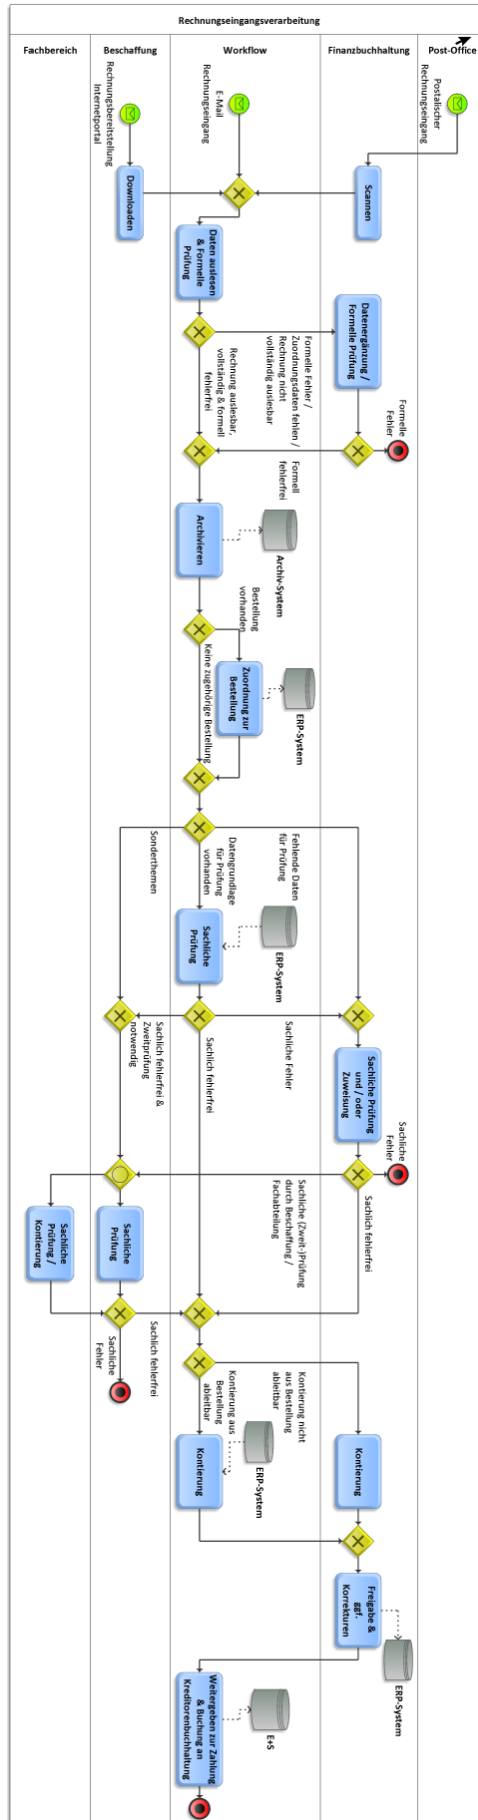 Rechnungseingangsverarbeitung
Fachbereich
Beschaffung
Workflow
Finanzbuchhaltung
Post-Office
Rechnungsbereitstellung
Internetportal
E-Mail
Rechnungseingang
Postalischer
Rechnungseingang
Downloaden
Scannen
Daten auslesen
& Formelle
Prüfung
Datenergänzung /
Formelle Prüfung
Formelle Fehler /
Zuordnungsdaten fehlen /
Rechnung nicht
vollständig auslesbar
Rechnung auslesbar,
vollständig & formell
fehlerfrei
Formelle
Fehler
Formell
fehlerfrei
Archivieren
Archiv-System
Bestellung
vorhanden
Keine zugehörige Bestellung
Zuordnung zur
Bestellung
ERP-System
Sonderthemen
Datengrundlage
für Prüfung
vorhanden
Fehlende Daten
für Prüfung
Sachliche
Prüfung
ERP-System
Sachlich fehlerfrei &
Zweitprüfung
notwendig
Sachlich fehlerfrei
Sachliche Fehler
Sachliche Prüfung
und / oder
Zuweisung
Sachliche
Fehler
Sachliche (Zweit-)Prüfung
durch Beschaffung /
Fachabteilung
Sachlich fehlerfrei
Sachliche
Prüfung /
Kontierung
Sachliche
Prüfung
Sachliche
Fehler
Sachlich fehlerfrei
Kontierung aus
Bestellung
ableitbar
Kontierung nicht
aus Bestellung
ableitbar
Kontierung
ERP-System
Kontierung
Freigabe &
ggf.
Korrekturen
ERP-System
Weitergeben zur Zahlung
& Buchung an
Kreditorenbuchhaltung
E+S